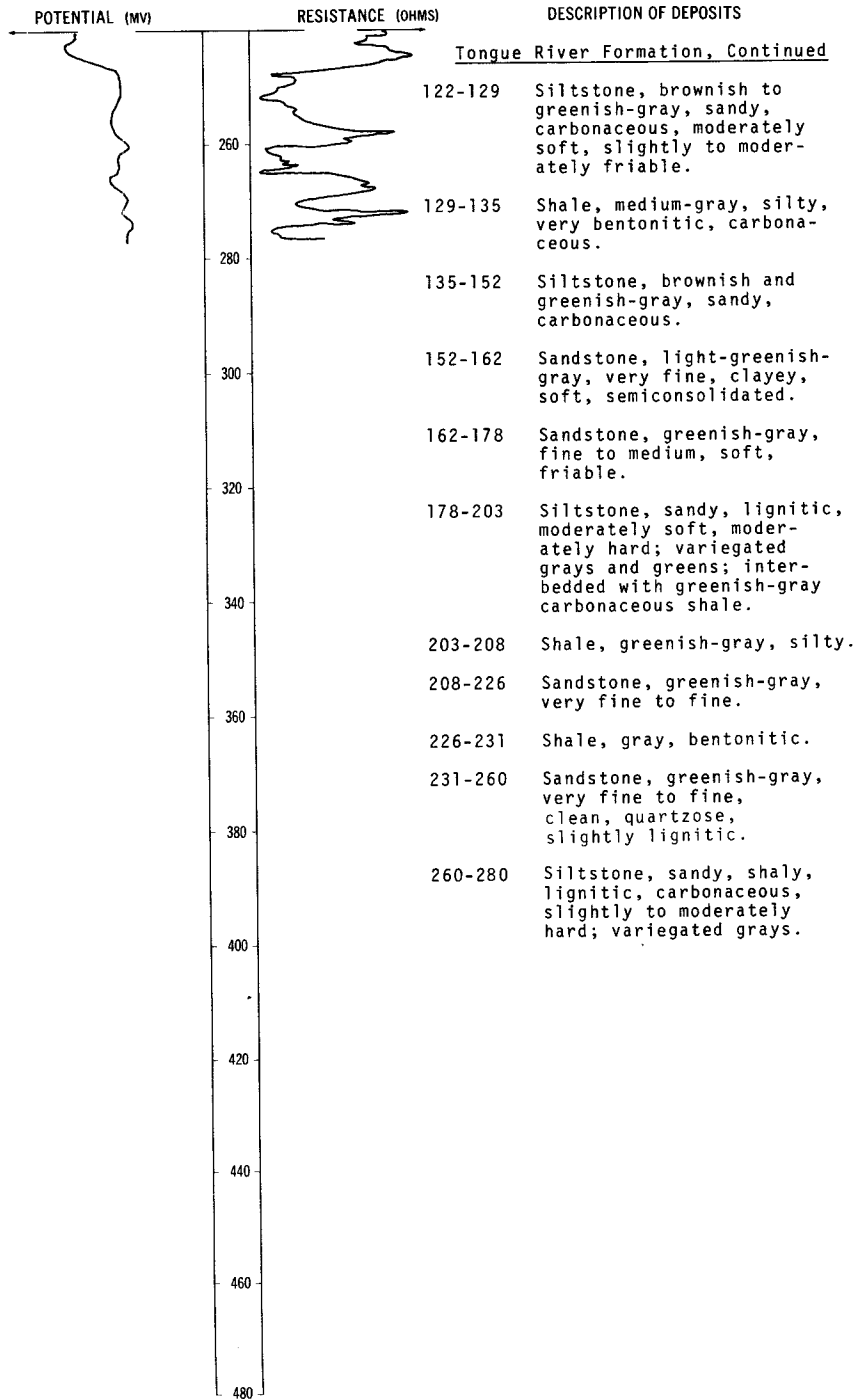 POTENTIAL (MV)
RESISTANCE (OHMS)
DESCRIPTION OF DEPOSITS
Tongue River Formation, Continued
122-129 Siltstone, brownish to
greenish-gray, sandy,
carbonaceous, moderately
soft, slightly to moder-
ately friable.
129-135 Shale, medium-gray, silty,
very bentonitic, carbona-
ceous.
135-152 Siltstone, brownish and
greenish-gray, sandy,
carbonaceous.
152-162 Sandstone, light-greenish-
gray, very fine, clayey,
soft, semiconsolidated.
162-178 Sandstone, greenish-gray,
fine to medium, soft,
friable.
178-203 Siltstone, sandy, lignitic,
moderately soft, moder-
ately hard; variegated
grays and greens; inter-
bedded with greenish-gray
carbonaceous shale.
203-208 Shale, greenish-gray, silty.
208-226 Sandstone, greenish-gray,
very fine to fine.
226-231 Shale, gray, bentonitic.
231-260 Sandstone, greenish-gray,
very fine to fine,
clean, quartzose,
slightly lignitic.
260-280 Siltstone, sandy, shaly,
lignitic, carbonaceous,
slightly to moderately
hard; variegated grays.
260
280
300
320
340
360
380
400
420
440
460
480